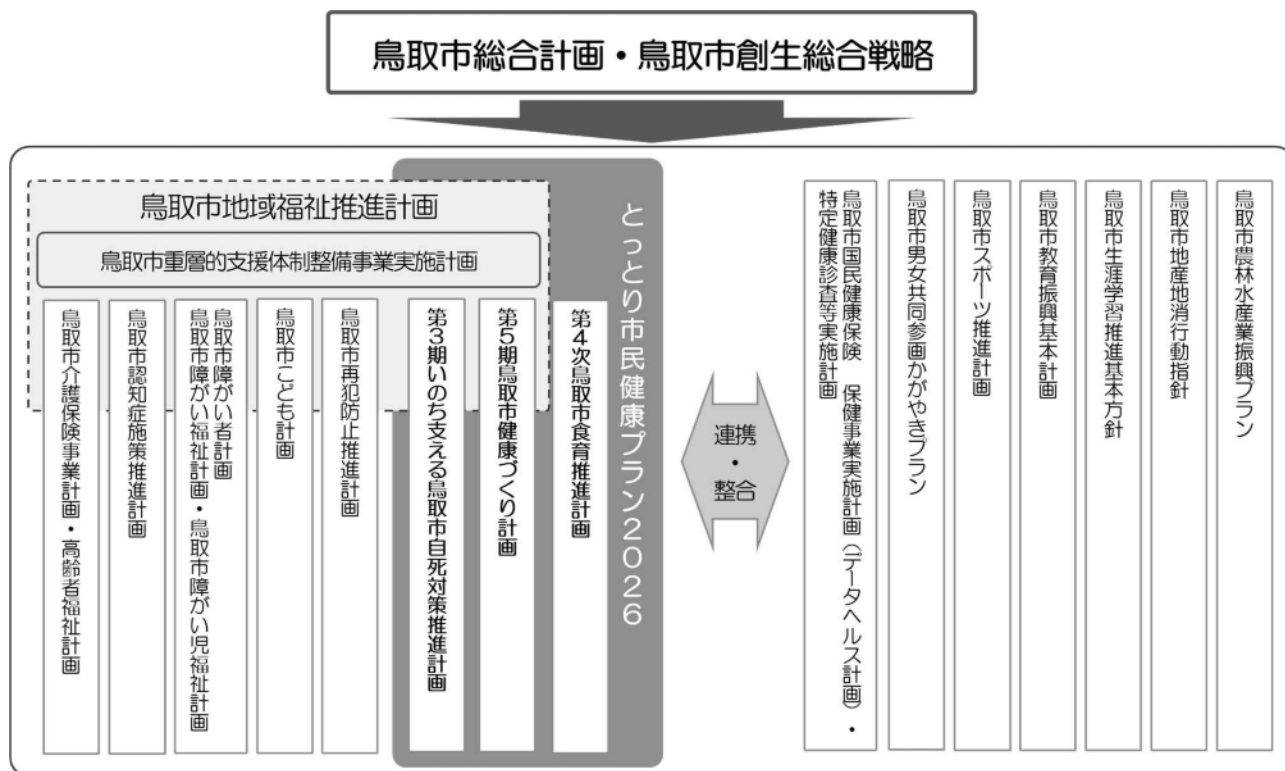 鳥取市総合計画・鳥取市創生総合戦略
鳥取市地域福祉推進計画
鳥取市重層的支援体制整備事業実施計画
鳥取市介護保険事業計画・高齢者福祉計画
鳥取市認知症施策推進計画
鳥取市障がい者計画
鳥取市障がい福祉計画・鳥取市障がい児福祉計画
鳥取市こども計画
鳥取市再犯防止推進計画
第3期いのち支える鳥取市自死対策推進計画
第5期鳥取市健康づくり計画
第4次鳥取市食育推進計画
とっとり市民健康プラン2026
連携
・
整合
鳥取市国民健康保険 保健事業実施計画（データヘルス計画）・
特定健康診査等実施計画
鳥取市男女共同参画かがやきプラン
鳥取市スポーツ推進計画
鳥取市教育振興基本計画
鳥取市生涯学習推進基本方針
鳥取市地産地消行動指針
鳥取市農林水産業振興プラン